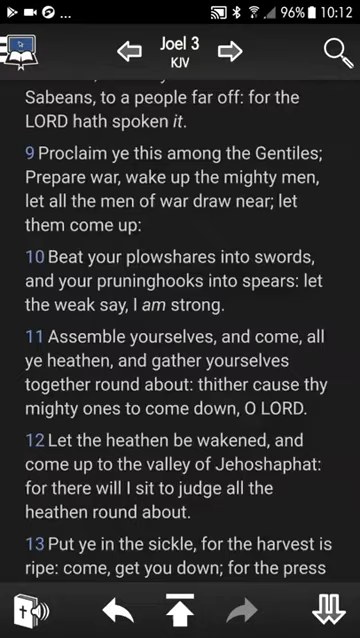 96% 10:12
Joel 3
KJV
Sabeans, to a people far off: for the
LORD hath spoken it.
9 Proclaim ye this among the Gentiles;
Prepare war, wake up the mighty men,
let all the men of war draw near; let
them come up:
10 Beat your plowshares into swords,
and your pruninghooks into spears: let
the weak say, I am strong.
11 Assemble yourselves, and come, all
ye heathen, and gather yourselves
together round about: thither cause thy
mighty ones to come down, O LORD.
12 Let the heathen be wakened, and
come up to the valley of Jehoshaphat:
for there will I sit to judge all the
heathen round about.
13 Put ye in the sickle, for the harvest is
ripe: come, get you down; for the press